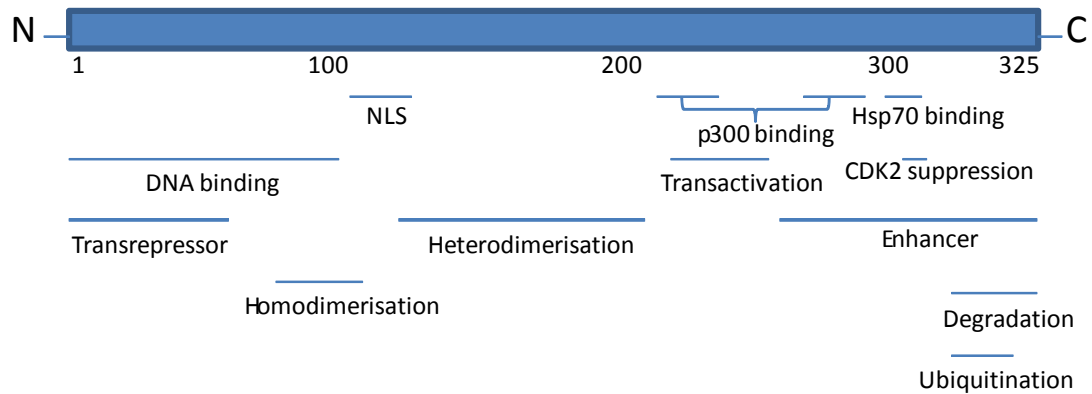 N C
1 100 200 300 325
NLS
p300 binding
Hsp70 binding
DNA binding
Transactivation
CDK2 suppression
Transrepressor
Heterodimerisation
Enhancer
Homodimerisation
Degradation
Ubiquitination